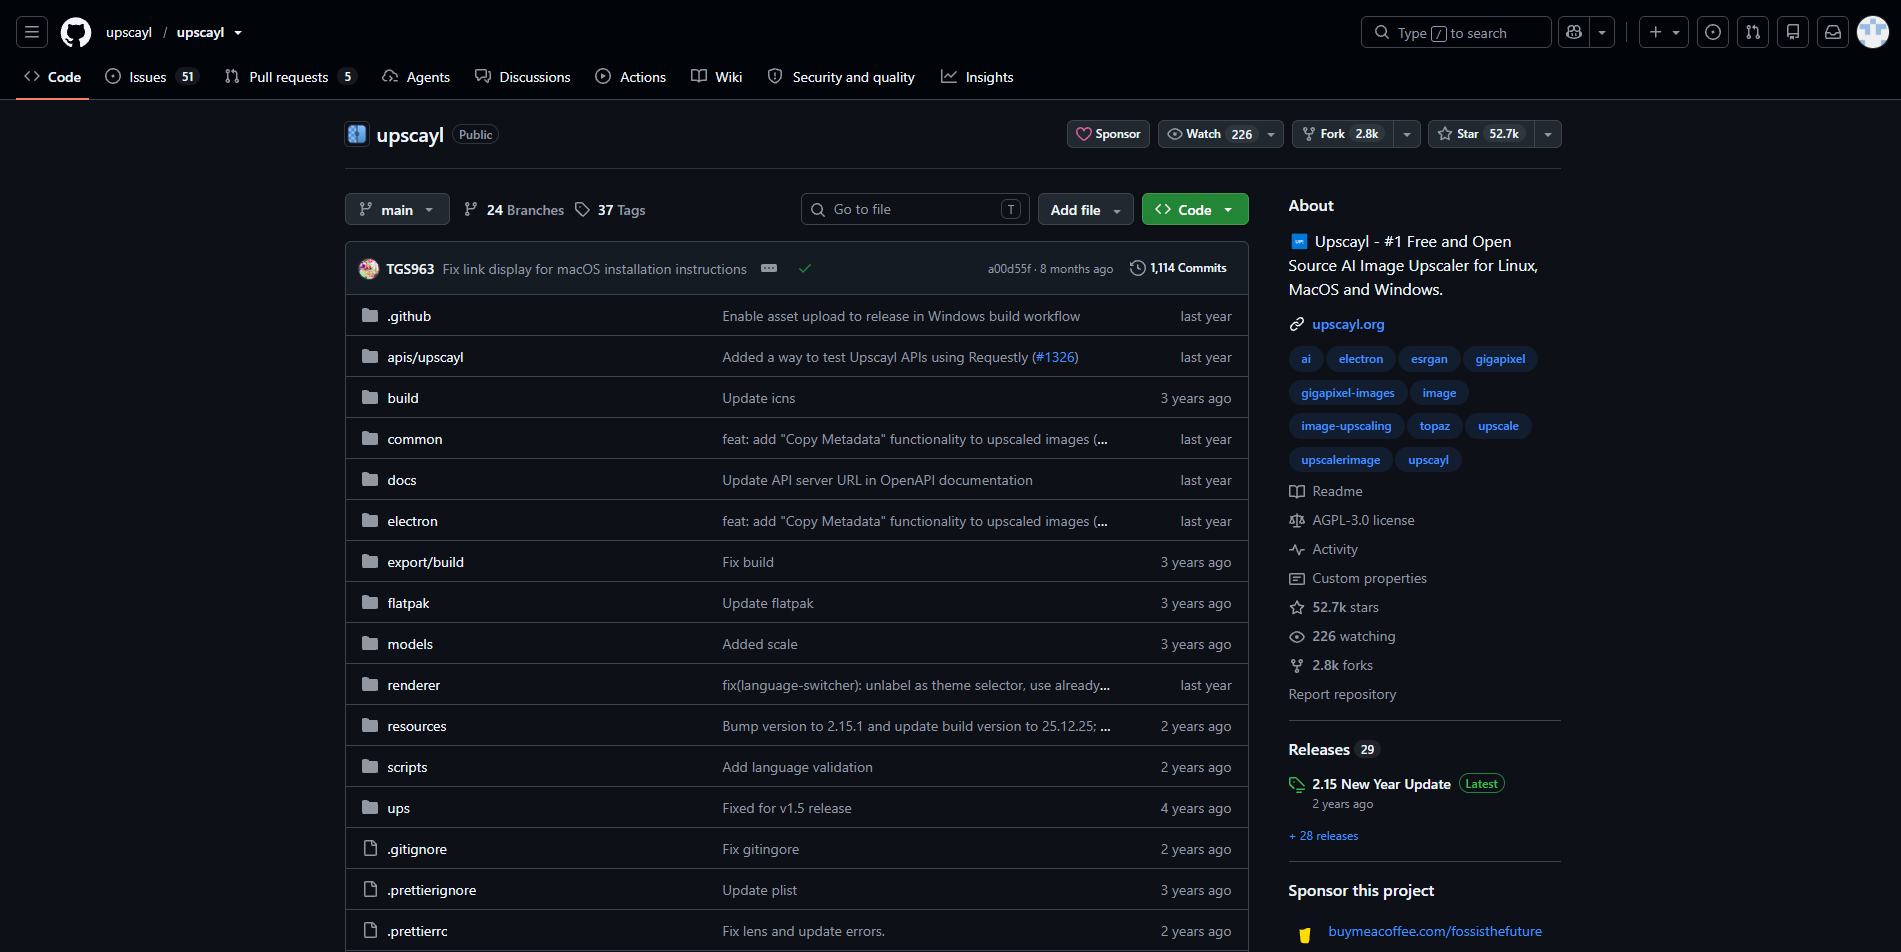 upscayl / upscayl
Type / to search
Code
Issues 51
Pull requests 5
Agents
Discussions
Actions
Wiki
Security and quality
Insights
upscayl Public
Sponsor
Watch 226
Fork 2.8k
Star 52.7k
main
24 Branches
37 Tags
Go to file T
Add file
Code
TGS963 Fix link display for macOS installation instructions a00d55f · 8 months ago 1,114 Commits
.github Enable asset upload to release in Windows build workflow last year
apis/upscayl Added a way to test Upscayl APIs using Requestly (#1326) last year
build Update icns 3 years ago
common feat: add "Copy Metadata" functionality to upscaled images (... last year
docs Update API server URL in OpenAPI documentation last year
electron feat: add "Copy Metadata" functionality to upscaled images (... last year
export/build Fix build 3 years ago
flatpak Update flatpak 3 years ago
models Added scale 3 years ago
renderer fix(language-switcher): unlabel as theme selector, use already... last year
resources Bump version to 2.15.1 and update build version to 25.12.25; ... 2 years ago
scripts Add language validation 2 years ago
ups Fixed for v1.5 release 4 years ago
.gitignore Fix gitingore 2 years ago
.prettierignore Update plist 3 years ago
.prettierrc Fix lens and update errors. 2 years ago
About
Upscayl - #1 Free and Open
Source AI Image Upscaler for Linux,
MacOS and Windows.
upscayl.org
ai electron esrgan gigapixel
gigapixel-images image
image-upscaling topaz upscale
upscalerimage upscayl
Readme
AGPL-3.0 license
Activity
Custom properties
52.7k stars
226 watching
2.8k forks
Report repository
Releases 29
2.15 New Year Update Latest
2 years ago
+ 28 releases
Sponsor this project
buymeacoffee.com/fossisthefuture